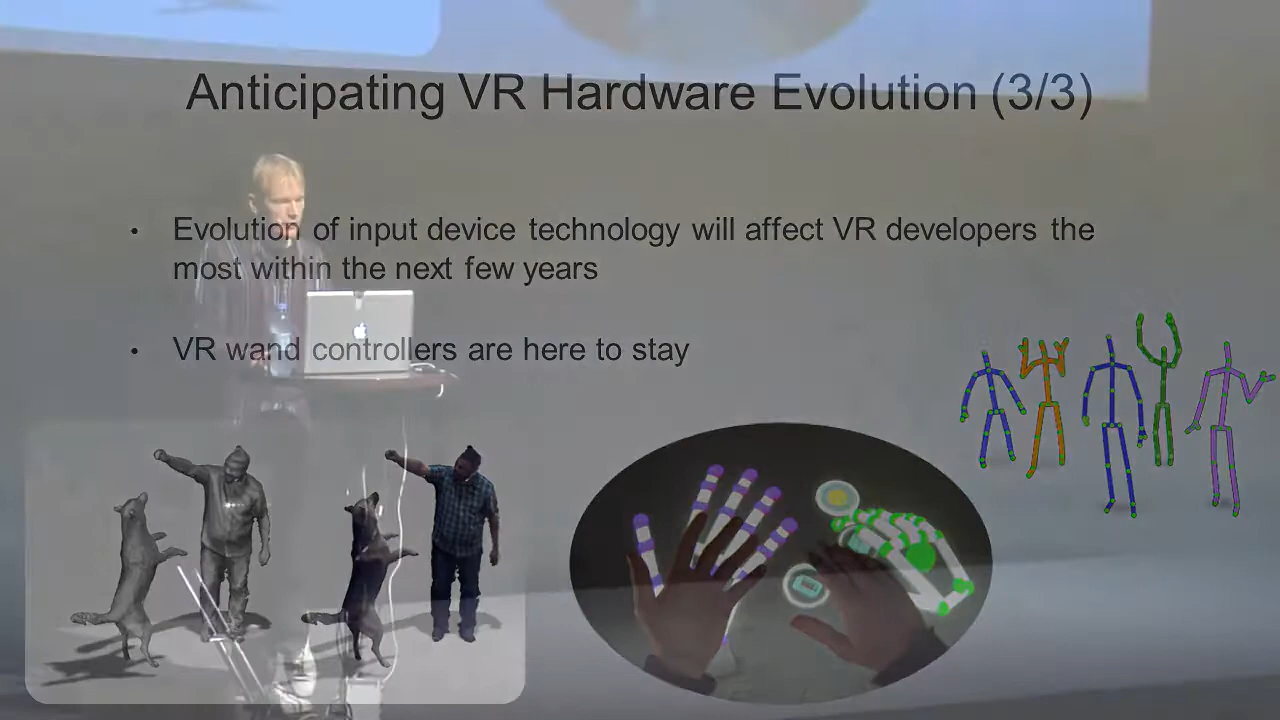 Anticipating VR Hardware Evolution (3/3)
• Evolution of input device technology will affect VR developers the
most within the next few years
• VR wand controllers are here to stay